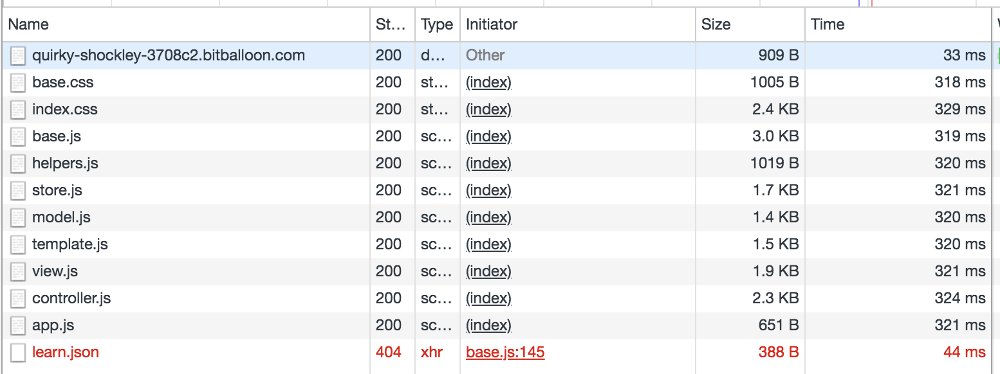 Name St... Type Initiator Size Time
quirky-shockley-3708c2.bitballoon.com 200 d... Other 909 B 33 ms
base.css 200 st... (index) 1005 B 318 ms
index.css 200 st... (index) 2.4 KB 329 ms
base.js 200 sc... (index) 3.0 KB 319 ms
helpers.js 200 sc... (index) 1019 B 320 ms
store.js 200 sc... (index) 1.7 KB 321 ms
model.js 200 sc... (index) 1.4 KB 320 ms
template.js 200 sc... (index) 1.5 KB 320 ms
view.js 200 sc... (index) 1.9 KB 321 ms
controller.js 200 sc... (index) 2.3 KB 324 ms
app.js 200 sc... (index) 651 B 321 ms
learn.json 404 xhr base.js:145 388 B 44 ms